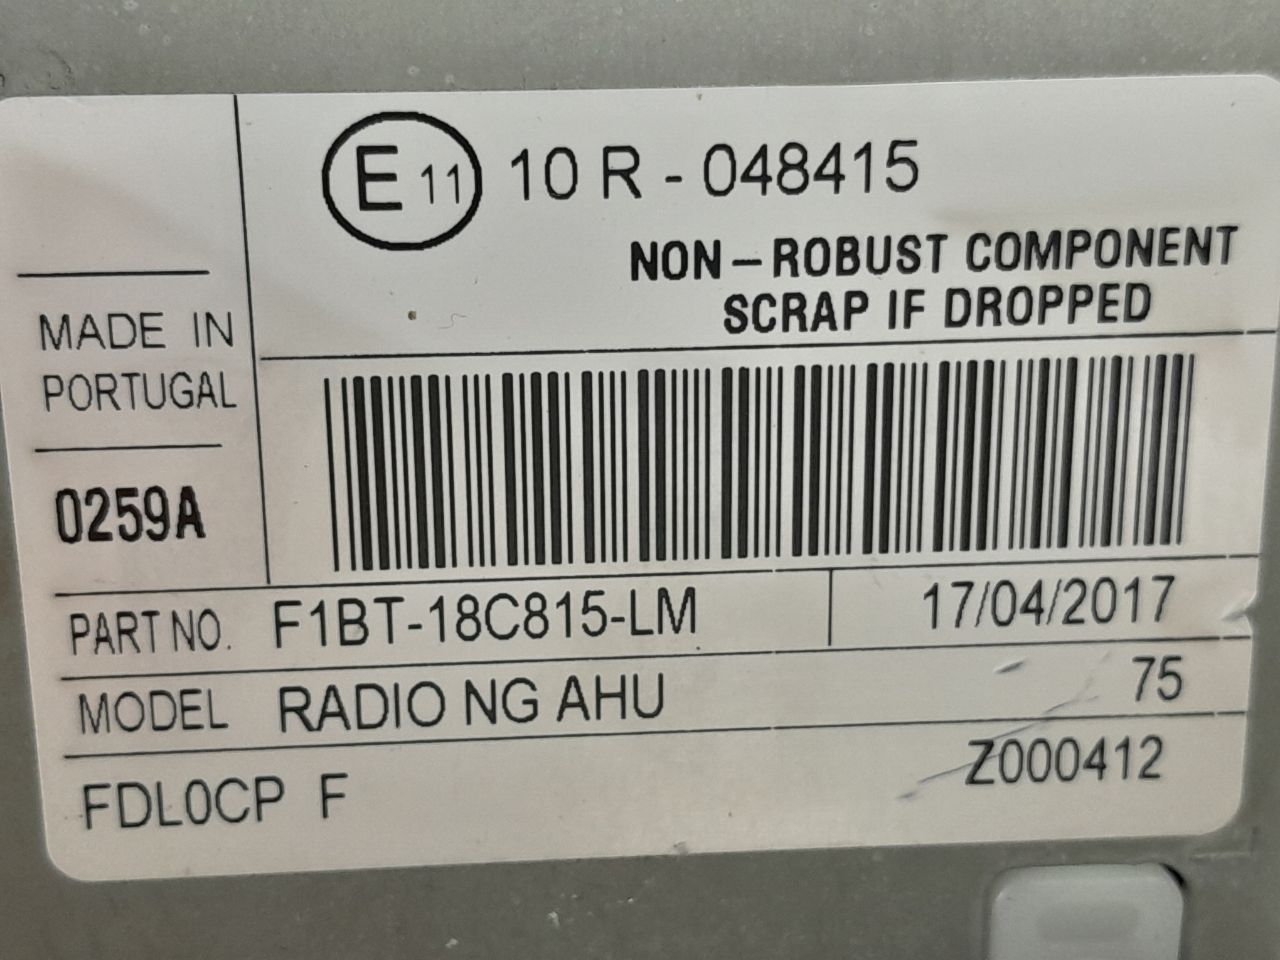 E 11 10 R - 048415
NON-ROBUST COMPONENT
SCRAP IF DROPPED
MADE IN
PORTUGAL
0259A
PART NO. F1BT-18C815-LM 17/04/2017
MODEL RADIO NG AHU 75
FDL0CP F Z000412